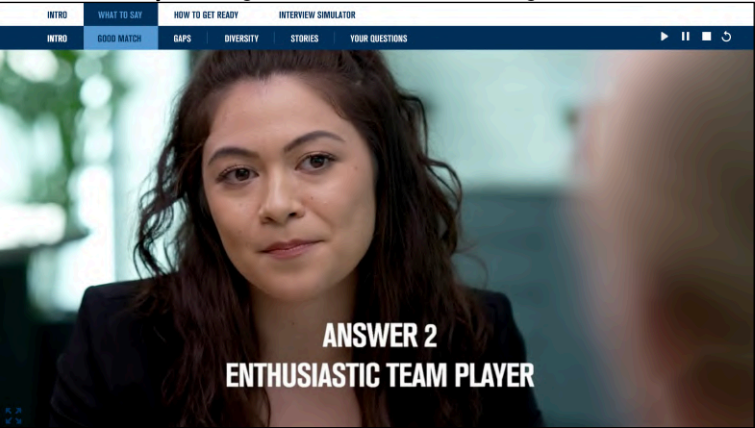 INTRO WHAT TO SAY HOW TO GET READY INTERVIEW SIMULATOR
INTRO GOOD MATCH GAPS DIVERSITY STORIES YOUR QUESTIONS
ANSWER 2
ENTHUSIASTIC TEAM PLAYER